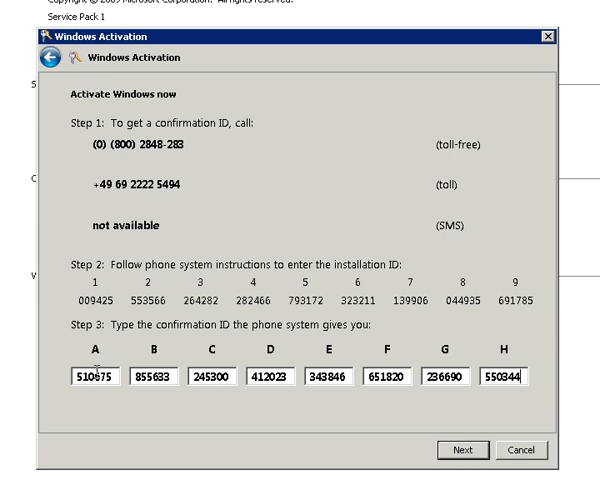 Copyright © 2009 Microsoft Corporation. All rights reserved.
Service Pack 1
Windows Activation
Windows Activation
Activate Windows now
Step 1: To get a confirmation ID, call:
(0) (800) 2848-283 (toll-free)
+49 69 2222 5494 (toll)
not available (SMS)
Step 2: Follow phone system instructions to enter the installation ID:
1 2 3 4 5 6 7 8 9
009425 553566 264282 282466 793172 323211 139906 044935 691785
Step 3: Type the confirmation ID the phone system gives you:
A B C D E F G H
855633 245300 412023 343846 651820 236690 550344
Next Cancel